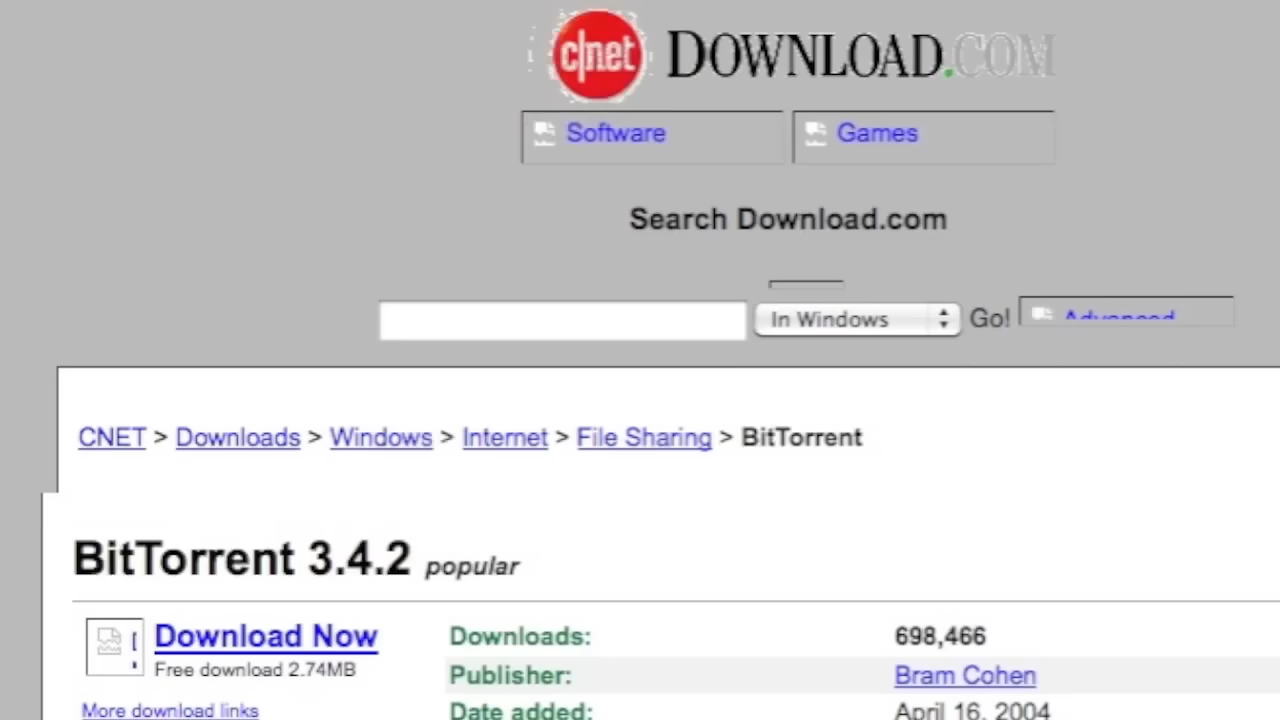 c|net DOWNLOAD.COM
Software Games
Search Download.com
In Windows Go! Advanced
CNET > Downloads > Windows > Internet > File Sharing > BitTorrent
BitTorrent 3.4.2 popular
Download Now Downloads: 698,466
Free download 2.74MB Publisher: Bram Cohen
More download links Date added: April 16, 2004